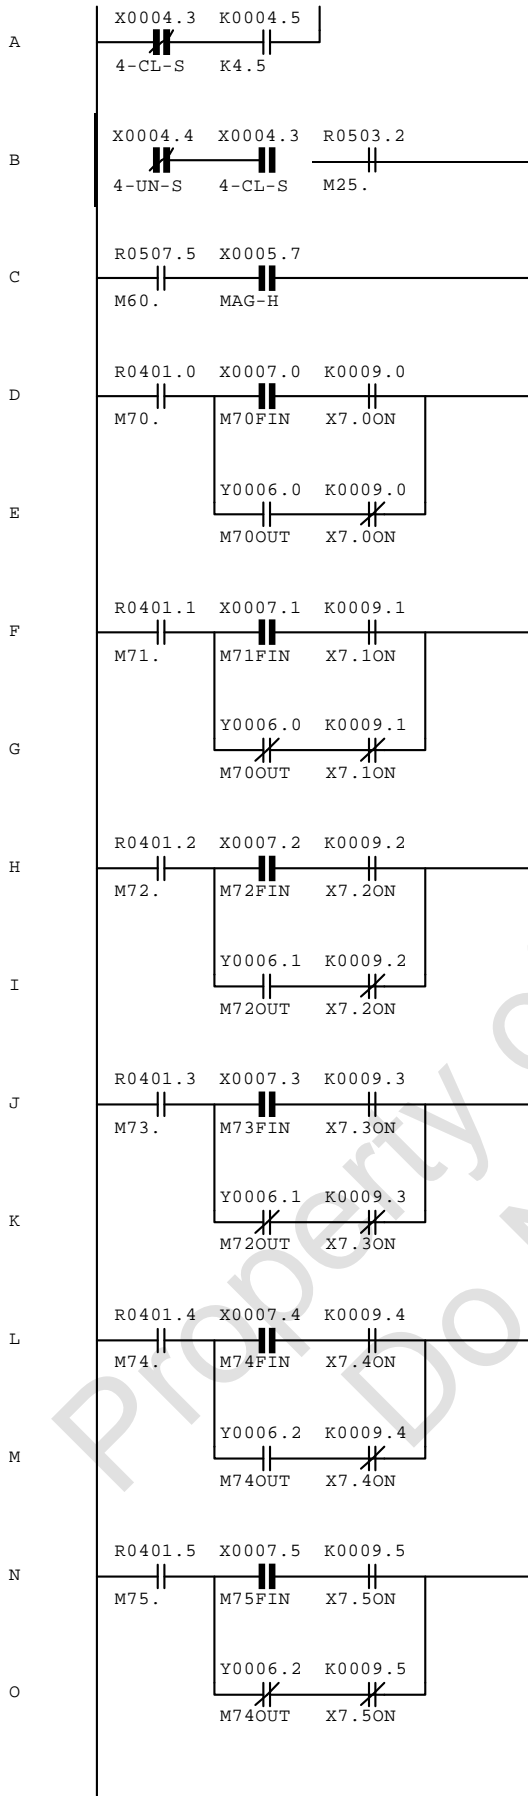 X0004.3 K0004.5
A
4-CL-S K4.5
X0004.4 X0004.3 R0503.2
B
4-UN-S 4-CL-S M25.
R0507.5 X0005.7
C
M60. MAG-H
R0401.0 X0007.0 K0009.0
D
M70. M70FIN X7.0ON
Y0006.0 K0009.0
E
M70OUT X7.0ON
R0401.1 X0007.1 K0009.1
F
M71. M71FIN X7.1ON
Y0006.0 K0009.1
G
M70OUT X7.1ON
R0401.2 X0007.2 K0009.2
H
M72. M72FIN X7.2ON
Y0006.1 K0009.2
I
M72OUT X7.2ON
R0401.3 X0007.3 K0009.3
J
M73. M73FIN X7.3ON
Y0006.1 K0009.3
K
M72OUT X7.3ON
R0401.4 X0007.4 K0009.4
L
M74. M74FIN X7.4ON
Y0006.2 K0009.4
M
M74OUT X7.4ON
R0401.5 X0007.5 K0009.5
N
M75. M75FIN X7.5ON
Y0006.2 K0009.5
O
M74OUT X7.5ON
Property
Do